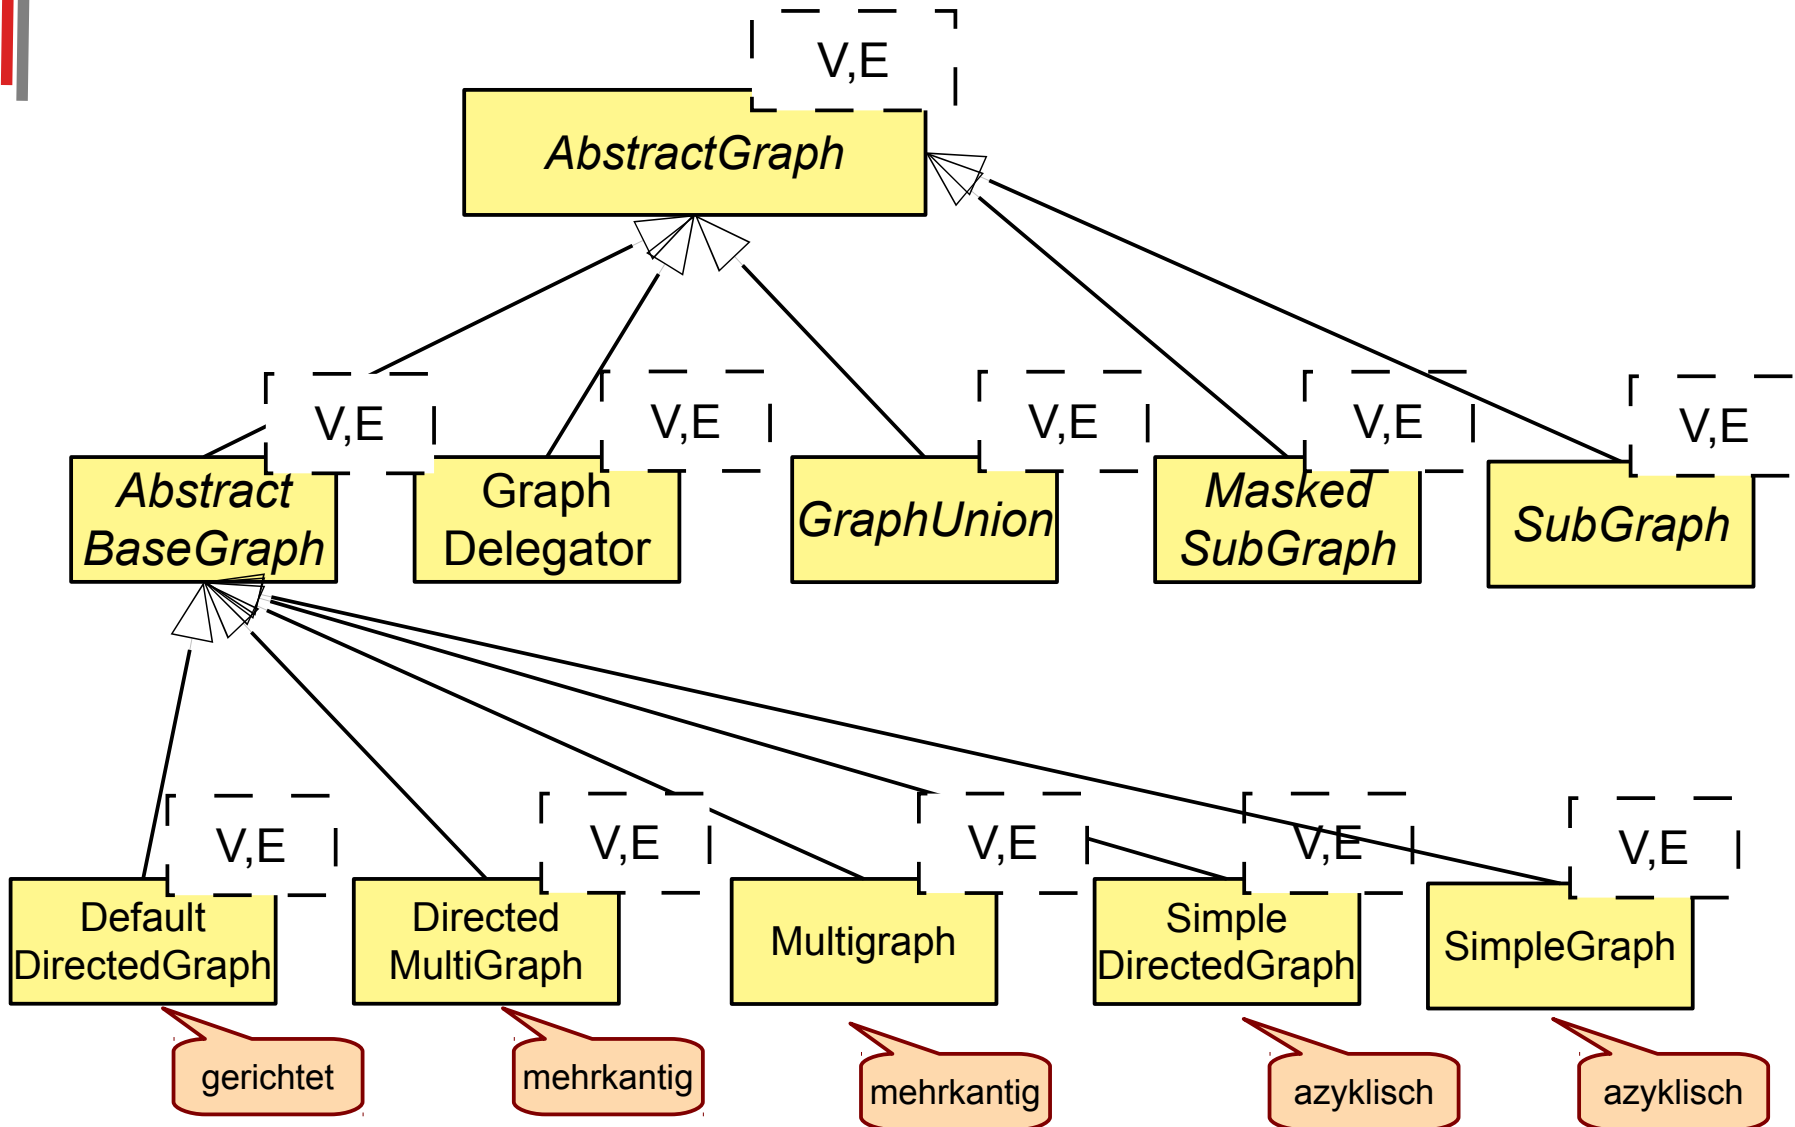 V,E
AbstractGraph
V,E
V,E
V,E
V,E
V,E
Abstract
BaseGraph
Graph
Delegator
GraphUnion
Masked
SubGraph
SubGraph
V,E
V,E
V,E
V,E
V,E
Default
DirectedGraph
Directed
MultiGraph
Multigraph
Simple
DirectedGraph
SimpleGraph
gerichtet
mehrkantig
mehrkantig
azyklisch
azyklisch